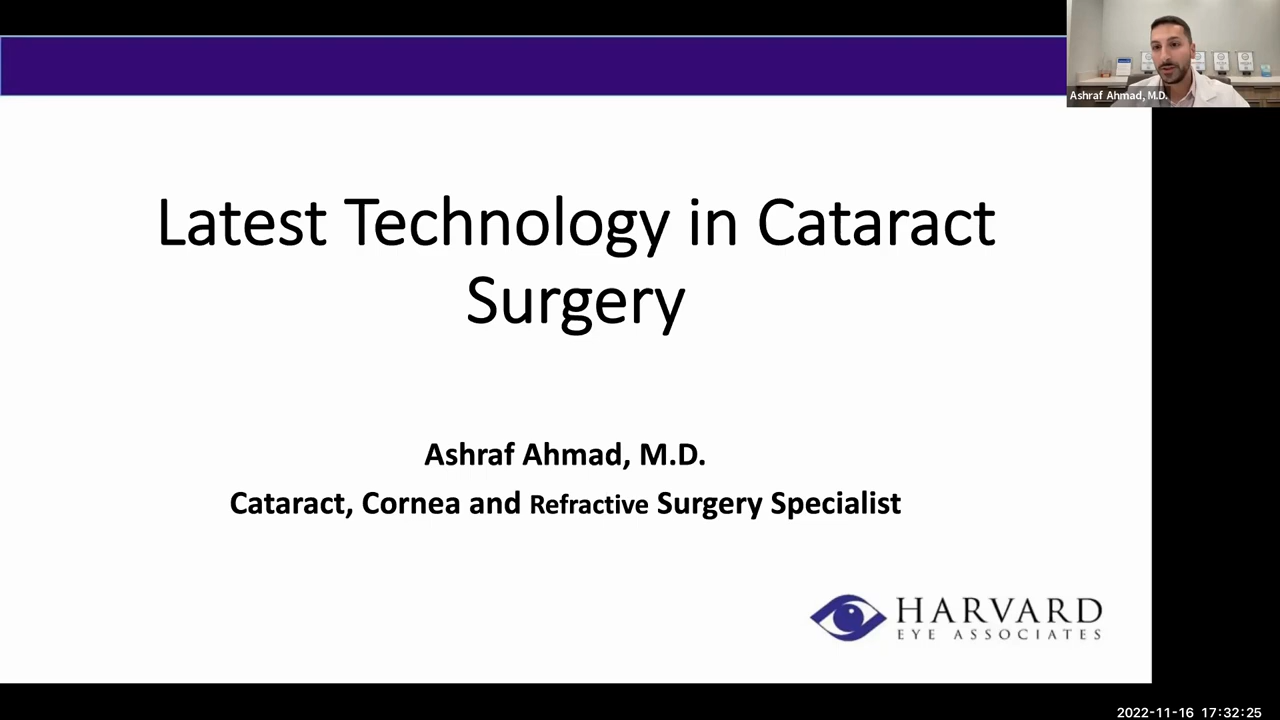 Ashraf Ahmad, M.D.
Latest Technology in Cataract
Surgery
Ashraf Ahmad, M.D.
Cataract, Cornea and Refractive Surgery Specialist
HARVARD
EYE ASSOCIATES
2022-11-16 17:32:25